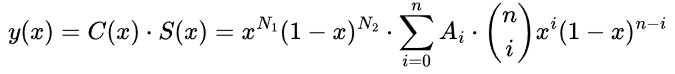 y(x) = C(x) · S(x) = x^{N_1}(1 − x)^{N_2} · \sum_{i=0}^{n} A_i · \binom{n}{i} x^i(1 − x)^{n−i}